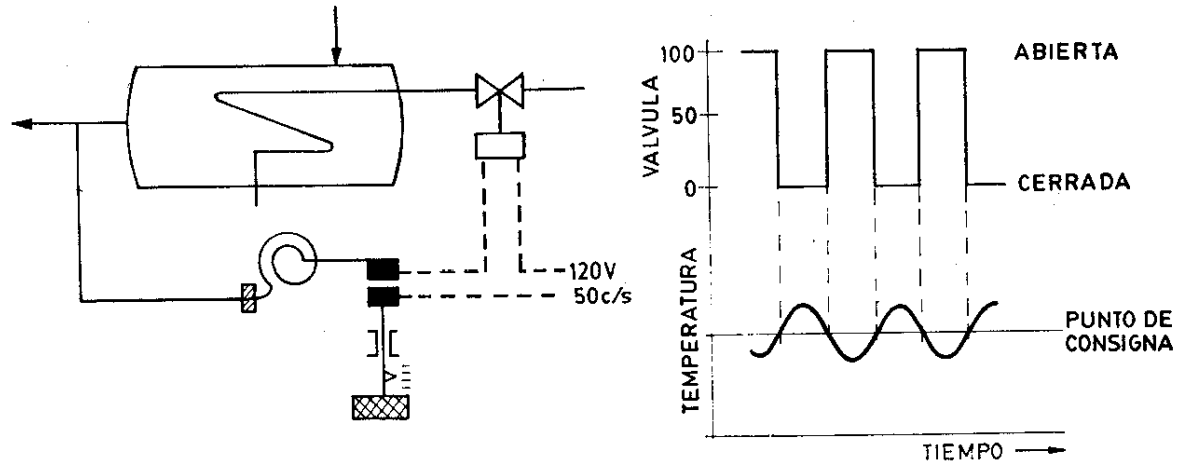 120V
50c/s
VALVULA
100
50
0
ABIERTA
CERRADA
TEMPERATURA
PUNTO DE
CONSIGNA
TIEMPO